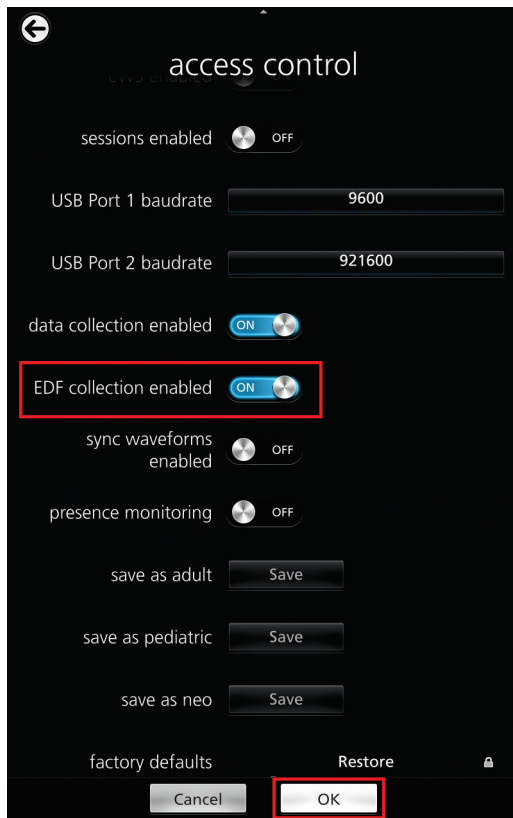 access control
EWS enabled
sessions enabled OFF
USB Port 1 baudrate 9600
USB Port 2 baudrate 921600
data collection enabled ON
EDF collection enabled ON
sync waveforms
enabled OFF
presence monitoring OFF
save as adult Save
save as pediatric Save
save as neo Save
factory defaults Restore
Cancel OK